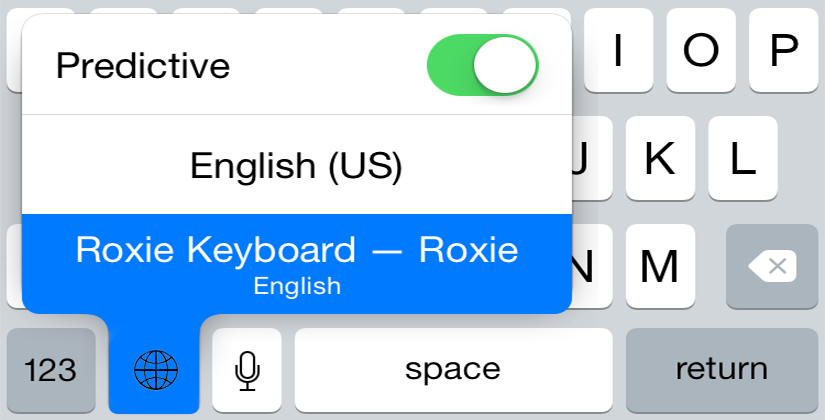 Predictive
I O P
English (US)
J K L
Roxie Keyboard — Roxie
English
N M
123
space
return